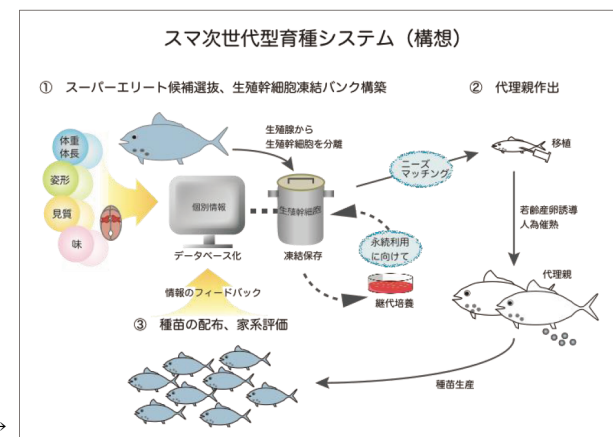 スマ次世代型育種システム（構想）
① スーパーエリート候補選抜、生殖幹細胞凍結バンク構築
② 代理親作出
体重
体長
姿形
見質
味
生殖腺から
生殖幹細胞を分離
個別情報
データベース化
生殖幹細胞
凍結保存
ニーズ
マッチング
移植
永続利用
に向けて
継代培養
若齢産卵誘導
人為催熟
代理親
情報のフィードバック
③ 種苗の配布、家系評価
種苗生産
→